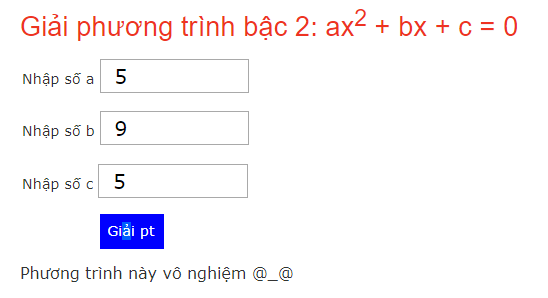 Giải phương trình bậc 2: ax² + bx + c = 0
Nhập số a 5
Nhập số b 9
Nhập số c 5
Giải pt
Phương trình này vô nghiệm @_@